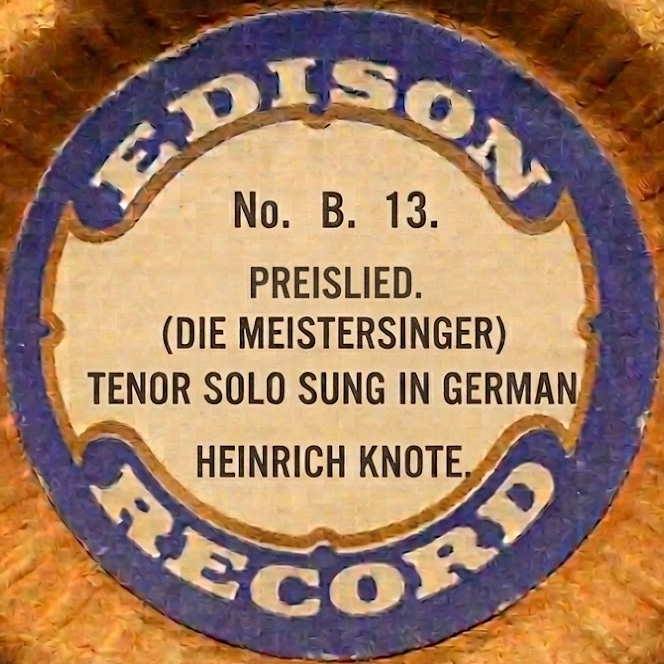 EDISON
No. B. 13.
PREISLIED.
(DIE MEISTERSINGER)
TENOR SOLO SUNG IN GERMAN
HEINRICH KNOTE.
RECORD